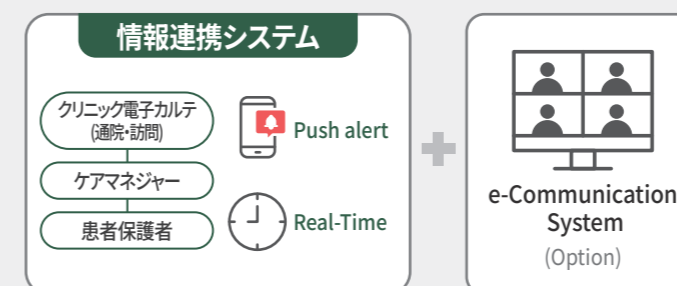 情報連携システム
クリニック電子カルテ
(通院・訪問)
ケアマネジャー
患者保護者
Push alert
Real-Time
e-Communication
System
(Option)